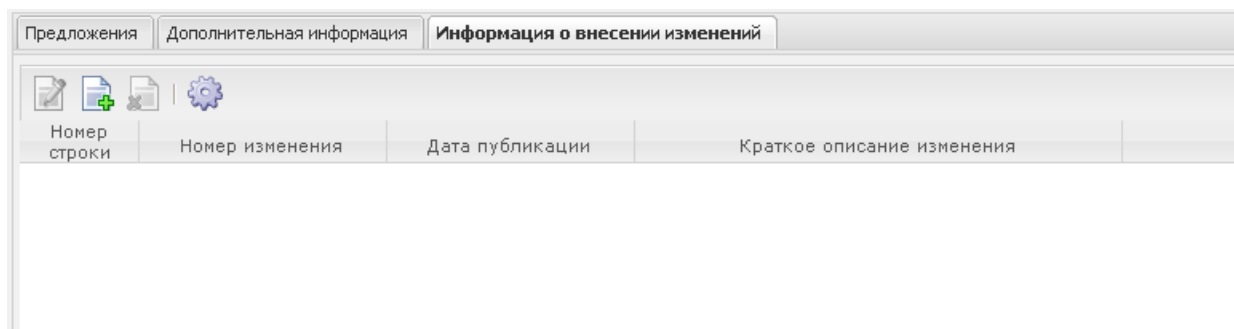 Предложения Дополнительная информация Информация о внесении изменений
Номер строки Номер изменения Дата публикации Краткое описание изменения